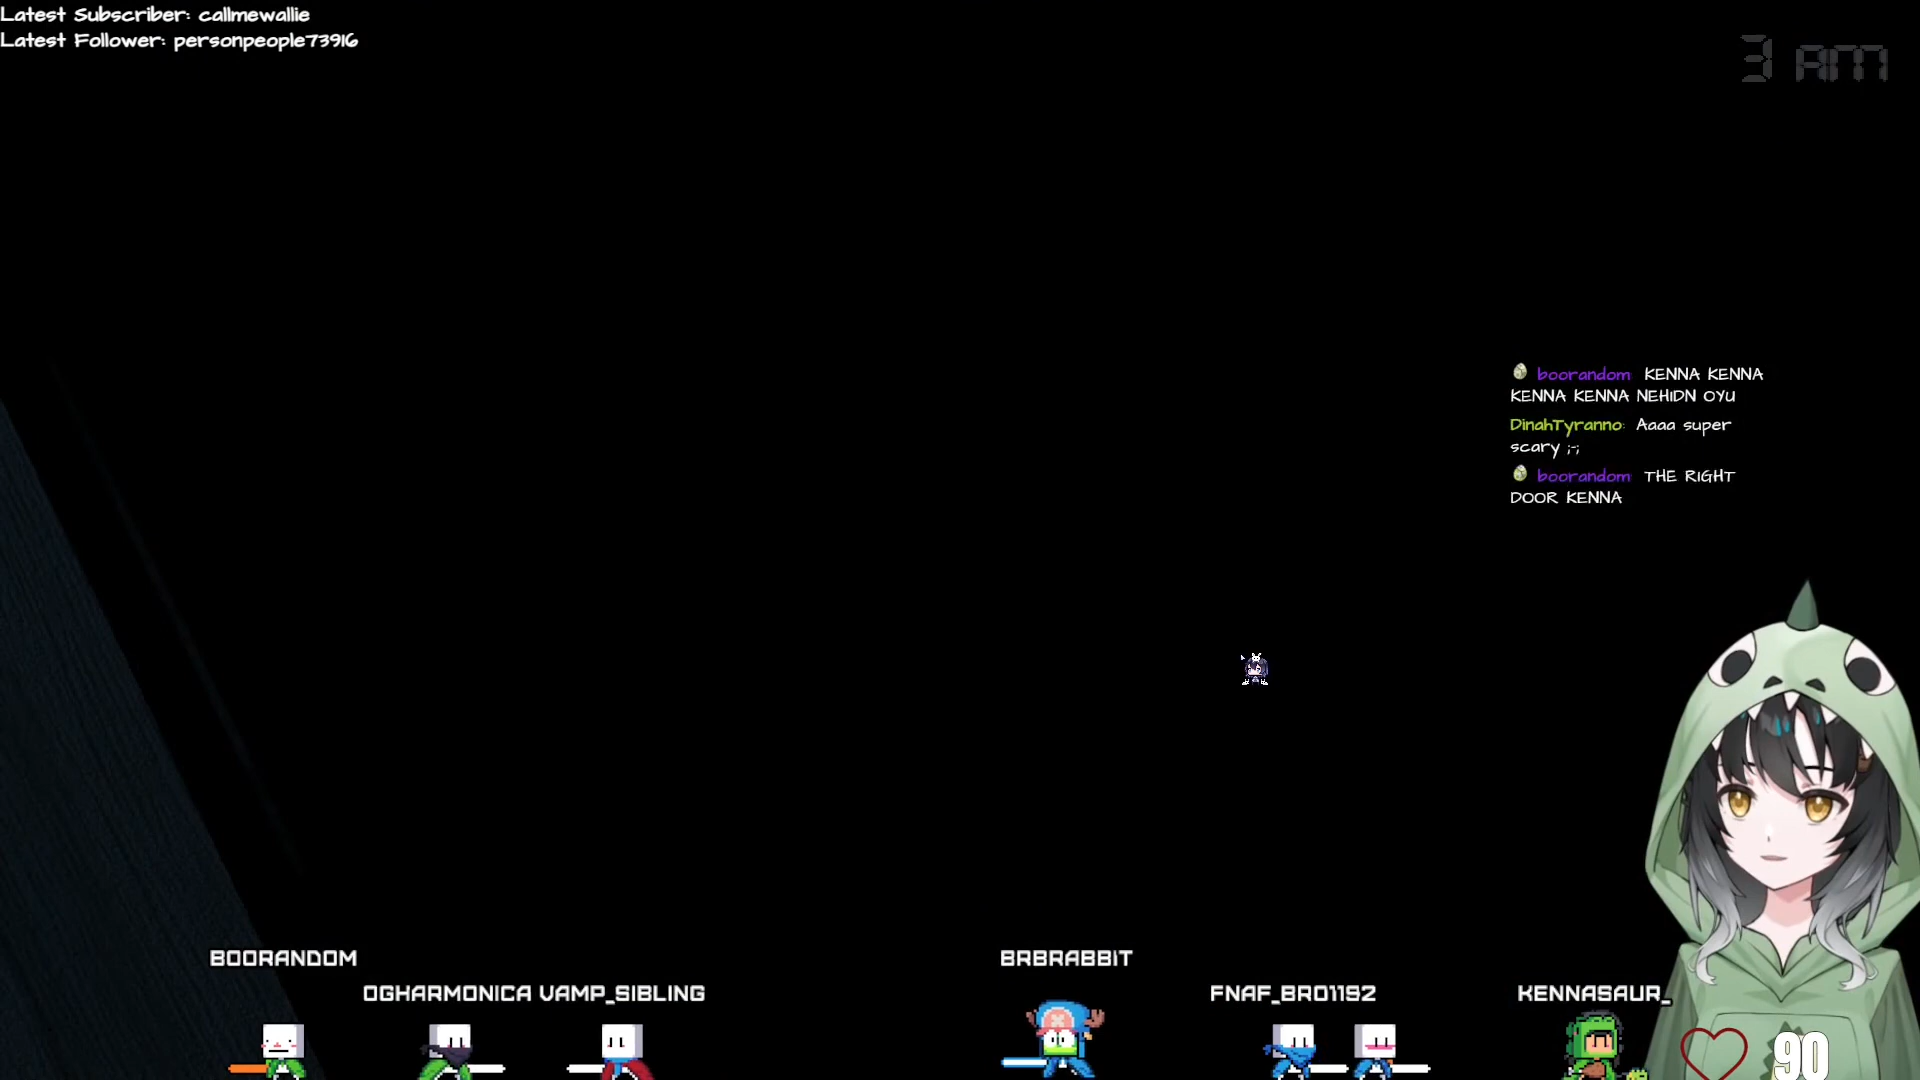 Latest Subscriber: callmewallie
Latest Follower: personpeople73916
3 AM
boorandom: KENNA KENNA
KENNA KENNA NEHIDN OYU
DinahTyranno: Aaaa super
scary ;-;
boorandom: THE RIGHT
DOOR KENNA
BOORANDOM
BRBRABBIT
OGHARMONICA VAMP_SIBLING
FNAF_BRO1192
KENNASAUR_
90